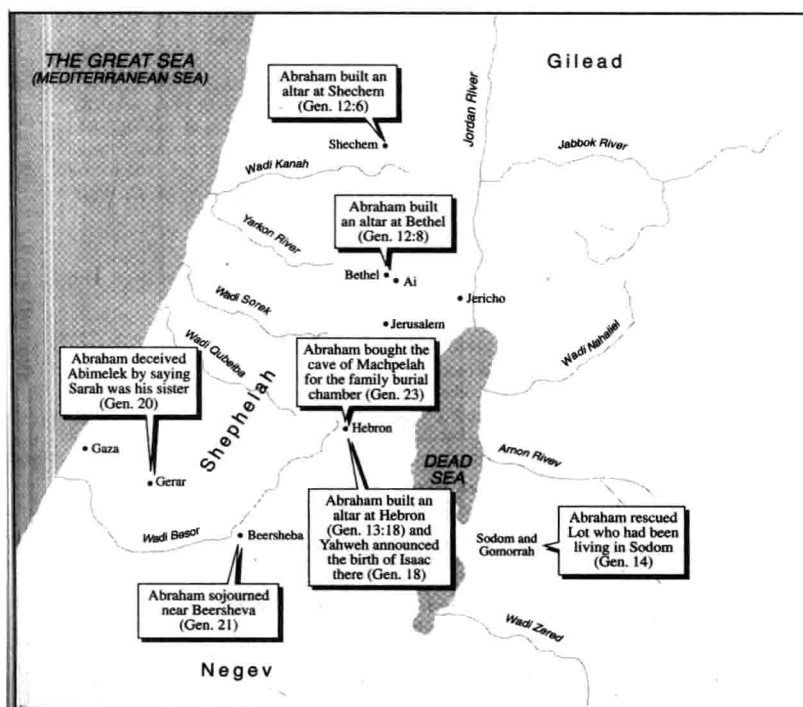 THE GREAT SEA
(MEDITERRANEAN SEA)
Gilead
Abraham built an
altar at Shechem
(Gen. 12:6)
Shechem
Jordan River
Jabbok River
Wadi Kanah
Abraham built
an altar at Bethel
(Gen. 12:8)
Yarkon River
Bethel
Ai
Jericho
Wadi Sorek
Jerusalem
Wadi Nahaliel
Wadi Qubeiba
Abraham deceived
Abimelek by saying
Sarah was his sister
(Gen. 20)
Abraham bought the
cave of Machpelah
for the family burial
chamber (Gen. 23)
Shephelah
Hebron
Gaza
Gerar
DEAD
SEA
Arnon Rivev
Abraham built an
altar at Hebron
(Gen. 13:18) and
Yahweh announced
the birth of Isaac
there (Gen. 18)
Wadi Besor
Beersheba
Sodom and
Gomorrah
Abraham rescued
Lot who had been
living in Sodom
(Gen. 14)
Abraham sojourned
near Beersheva
(Gen. 21)
Wadi Zered
Negev